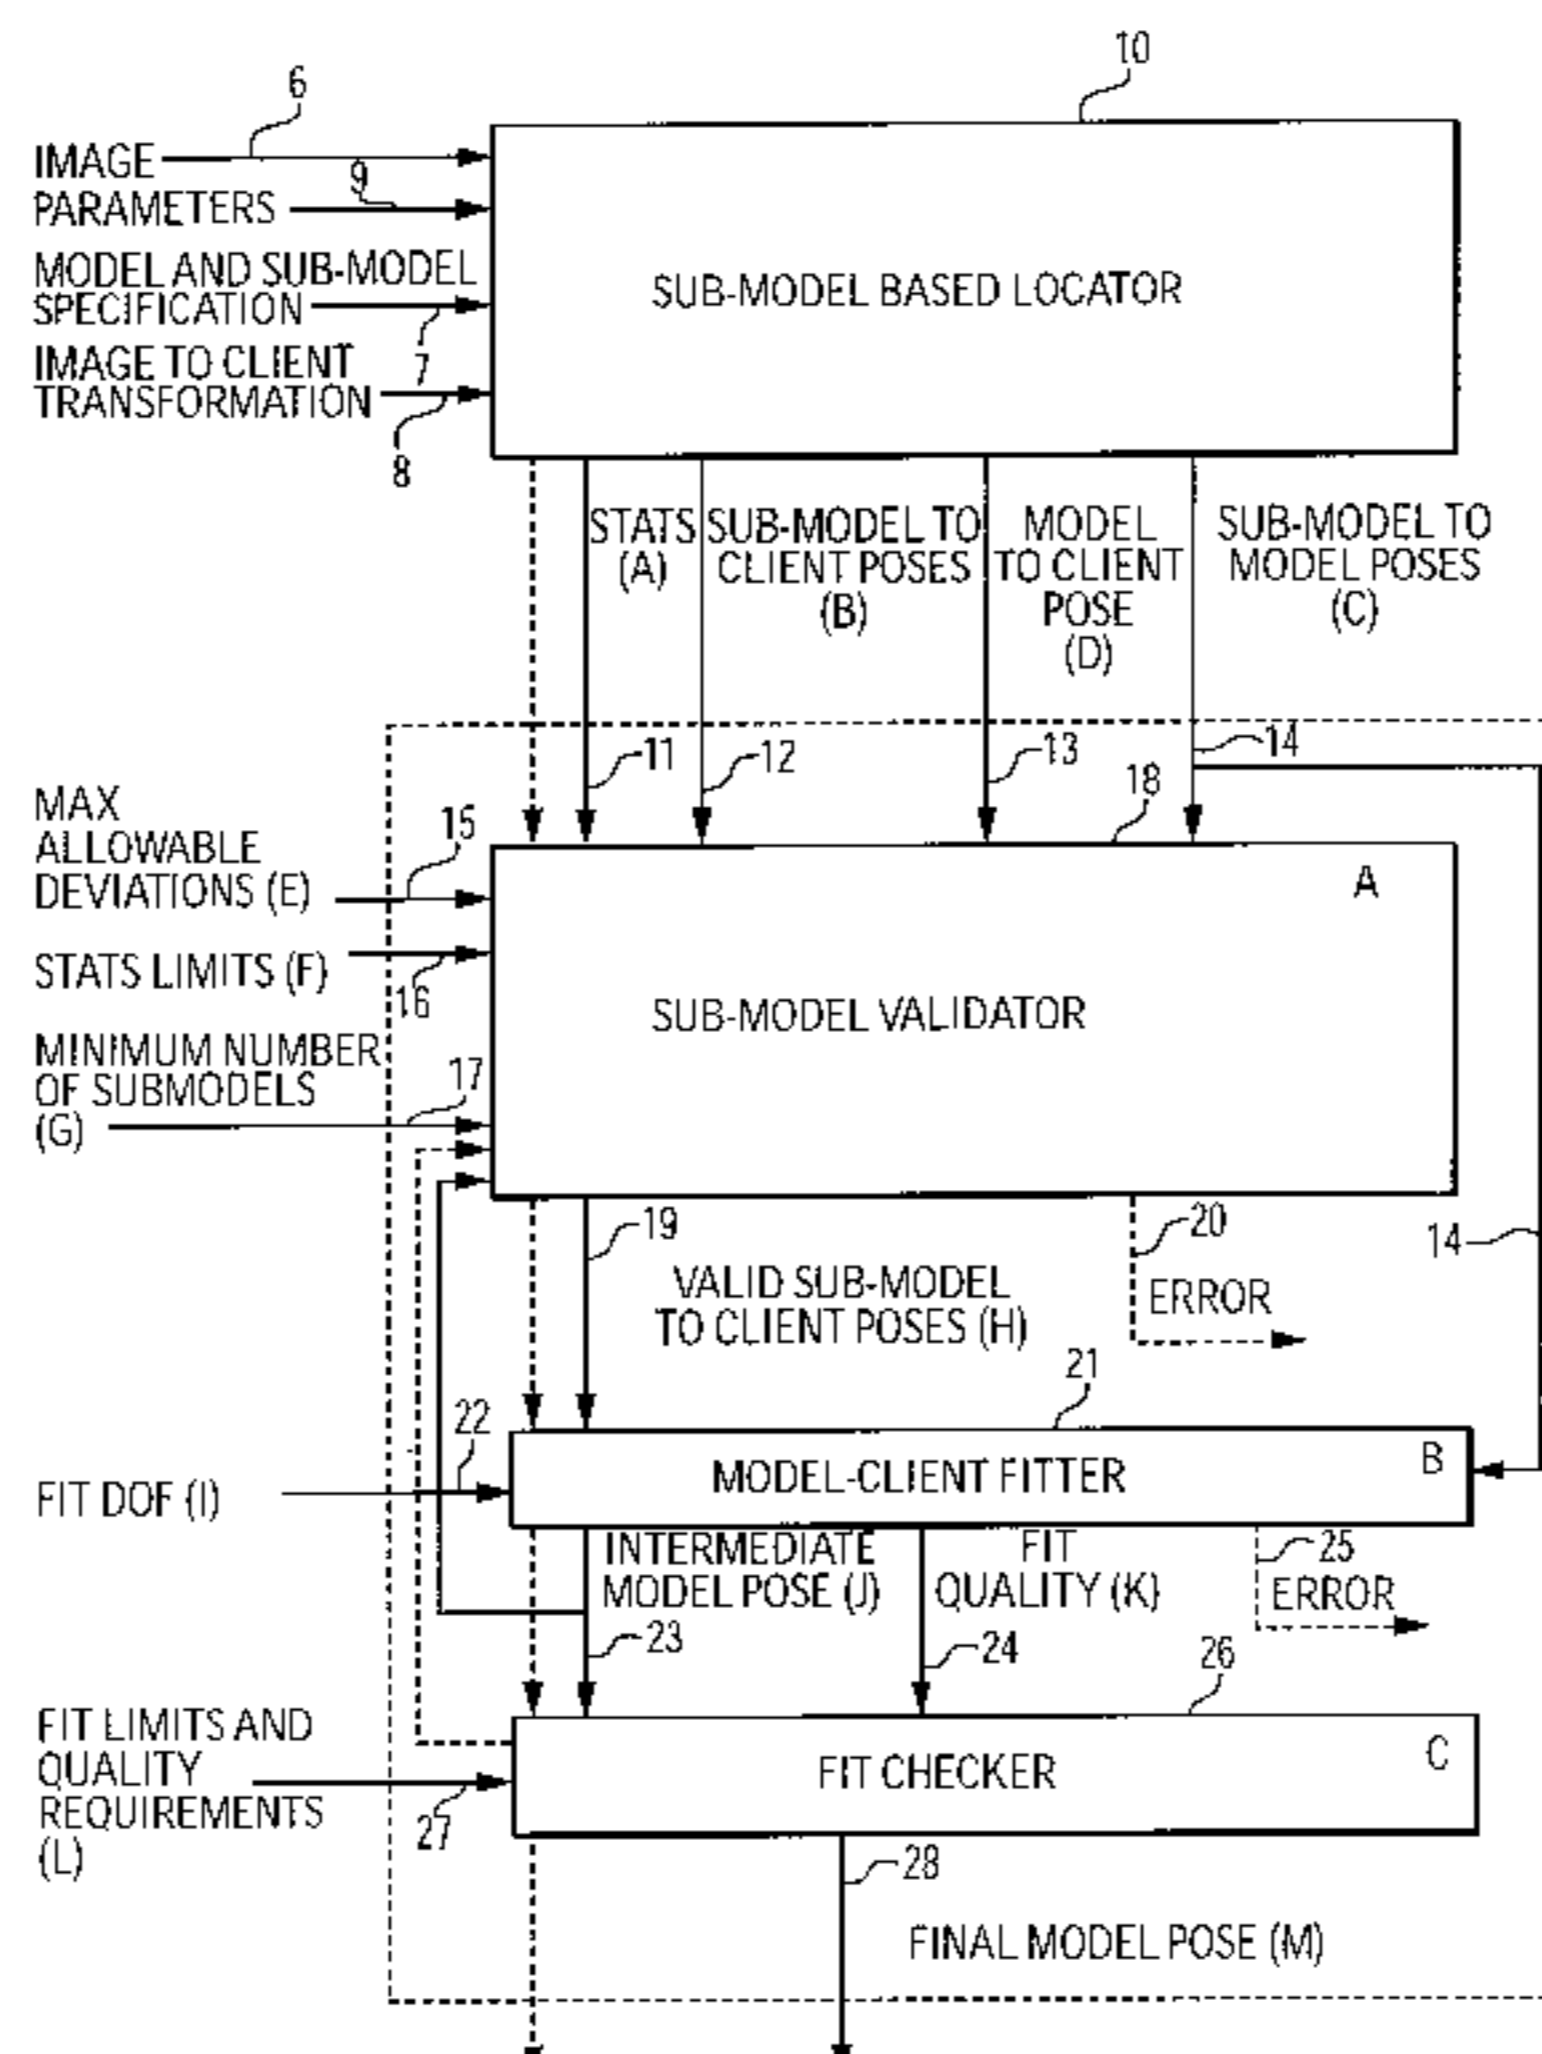 10
6
IMAGE
9
PARAMETERS
MODEL AND SUB-MODEL
SPECIFICATION
7
IMAGE TO CLIENT
TRANSFORMATION
8
SUB-MODEL BASED LOCATOR
STATS
(A)
SUB-MODEL TO
CLIENT POSES
(B)
MODEL
TO CLIENT
POSE
(D)
SUB-MODEL TO
MODEL POSES
(C)
11
12
13
14
18
MAX
ALLOWABLE
DEVIATIONS (E)
15
STATS LIMITS (F)
16
MINIMUM NUMBER
OF SUBMODELS
(G)
17
A
SUB-MODEL VALIDATOR
19
VALID SUB-MODEL
TO CLIENT POSES (H)
20
ERROR
14
21
22
FIT DOF (I)
MODEL-CLIENT FITTER
B
INTERMEDIATE
MODEL POSE (J)
23
FIT
QUALITY (K)
24
25
ERROR
26
FIT LIMITS AND
QUALITY
REQUIREMENTS
(L)
27
FIT CHECKER
C
28
FINAL MODEL POSE (M)